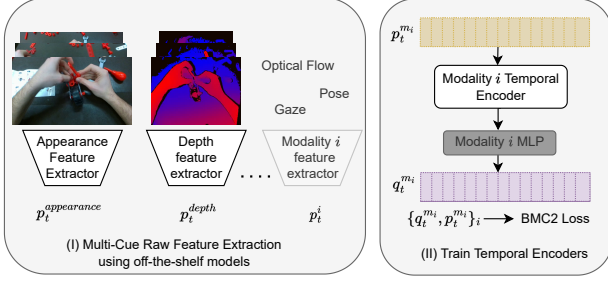 Optical Flow
Pose
Gaze
Appearance
Feature
Extractor
Depth
feature
extractor
....
Modality i
feature
extractor
p_t^{appearance}
p_t^{depth}
p_t^i
(I) Multi-Cue Raw Feature Extraction
using off-the-shelf models
p_t^{m_i}
Modality i Temporal
Encoder
Modality i MLP
q_t^{m_i}
{q_t^{m_i}, p_t^{m_i}}_i → BMC2 Loss
(II) Train Temporal Encoders